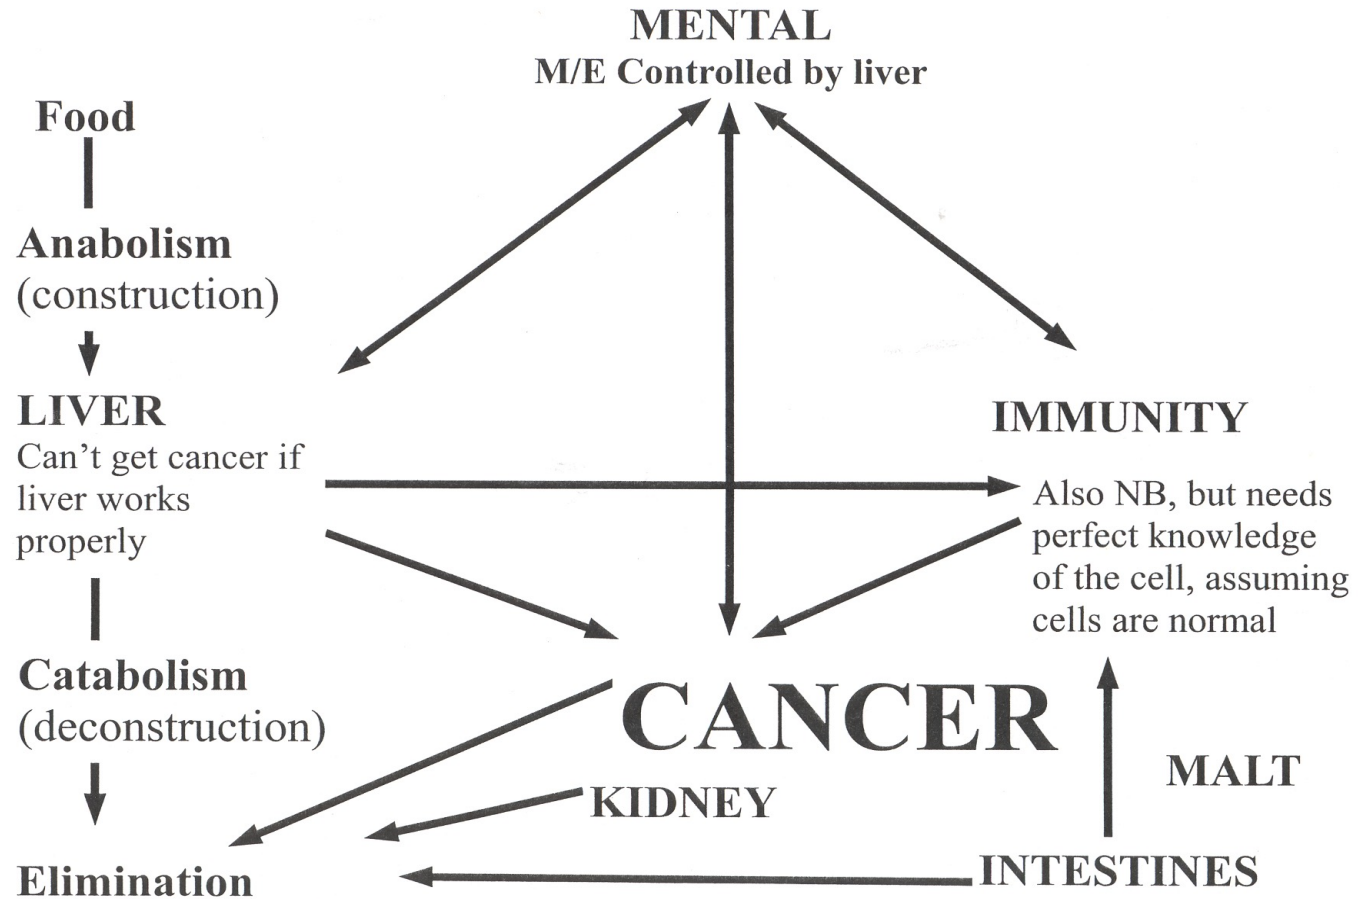 MENTAL
M/E Controlled by liver
Food
Anabolism
(construction)
LIVER
Can't get cancer if
liver works
properly
IMMUNITY
Also NB, but needs
perfect knowledge
of the cell, assuming
cells are normal
Catabolism
(deconstruction)
CANCER
MALT
KIDNEY
INTESTINES
Elimination